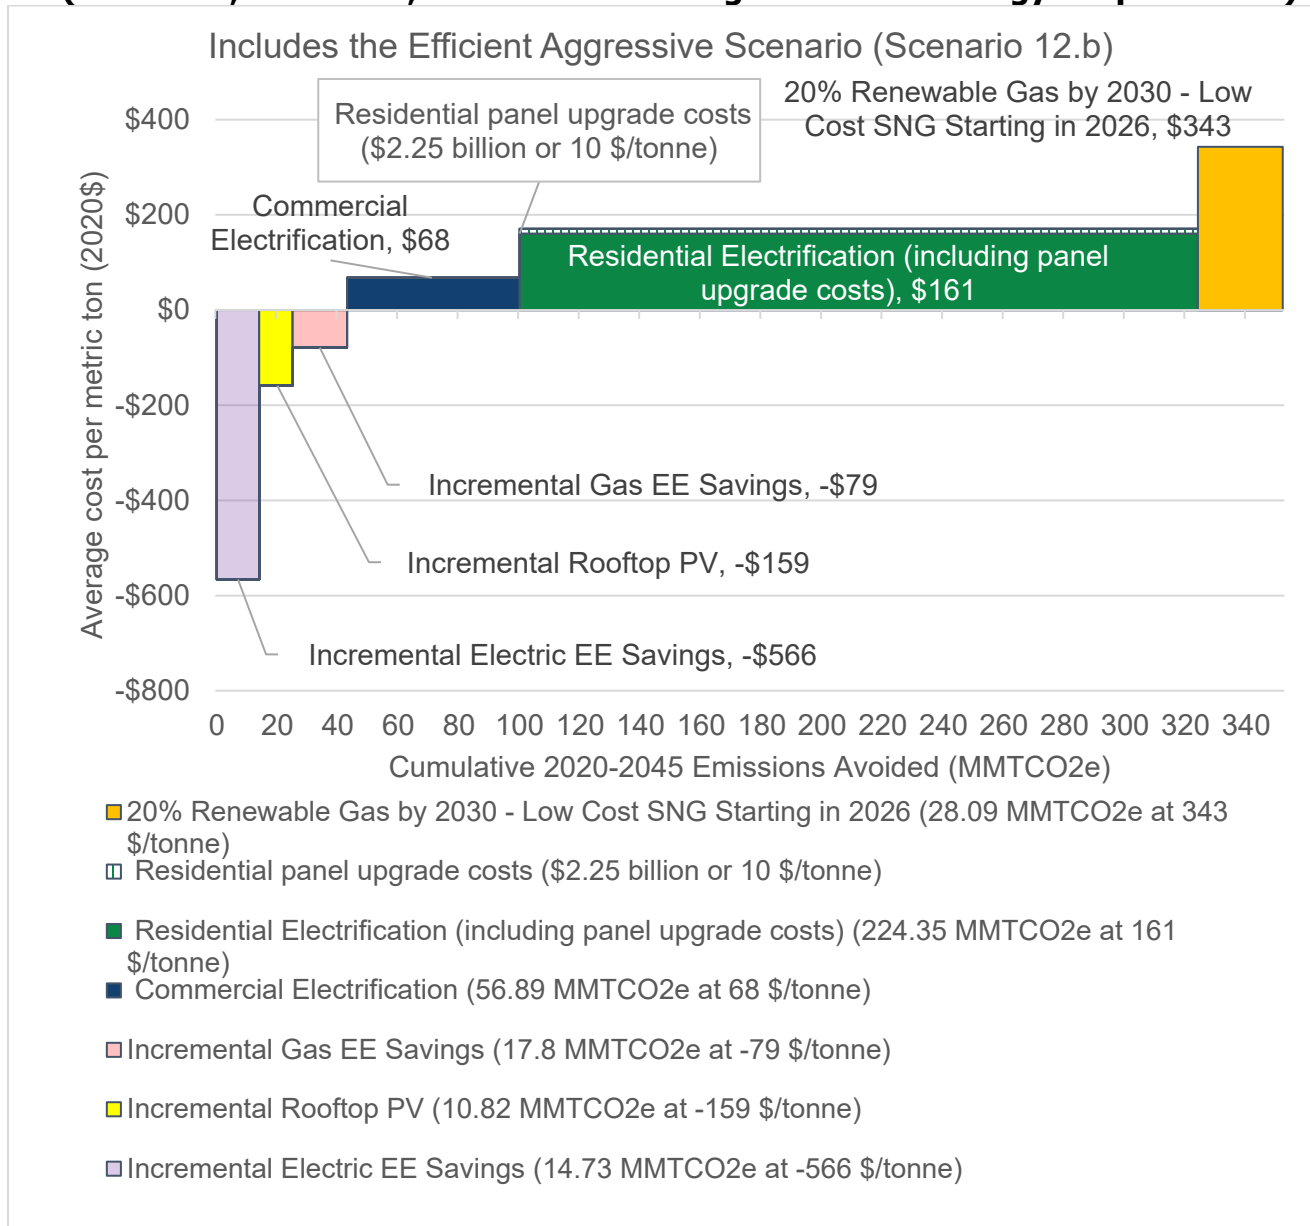 Includes the Efficient Aggressive Scenario (Scenario 12.b)
Residential panel upgrade costs
($2.25 billion or 10 $/tonne)
20% Renewable Gas by 2030 - Low
Cost SNG Starting in 2026, $343
Commercial
Electrification, $68
Residential Electrification (including panel
upgrade costs), $161
Incremental Gas EE Savings, -$79
Incremental Rooftop PV, -$159
Incremental Electric EE Savings, -$566
Average cost per metric ton (2020$)
$400
$200
$0
-$200
-$400
-$600
-$800
0 20 40 60 80 100 120 140 160 180 200 220 240 260 280 300 320 340
Cumulative 2020-2045 Emissions Avoided (MMTCO2e)
20% Renewable Gas by 2030 - Low Cost SNG Starting in 2026 (28.09 MMTCO2e at 343
$/tonne)
Residential panel upgrade costs ($2.25 billion or 10 $/tonne)
Residential Electrification (including panel upgrade costs) (224.35 MMTCO2e at 161
$/tonne)
Commercial Electrification (56.89 MMTCO2e at 68 $/tonne)
Incremental Gas EE Savings (17.8 MMTCO2e at -79 $/tonne)
Incremental Rooftop PV (10.82 MMTCO2e at -159 $/tonne)
Incremental Electric EE Savings (14.73 MMTCO2e at -566 $/tonne)